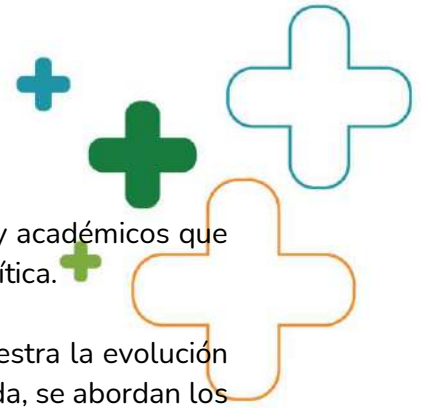 y académicos que
ítica.
estra la evolución
da, se abordan los